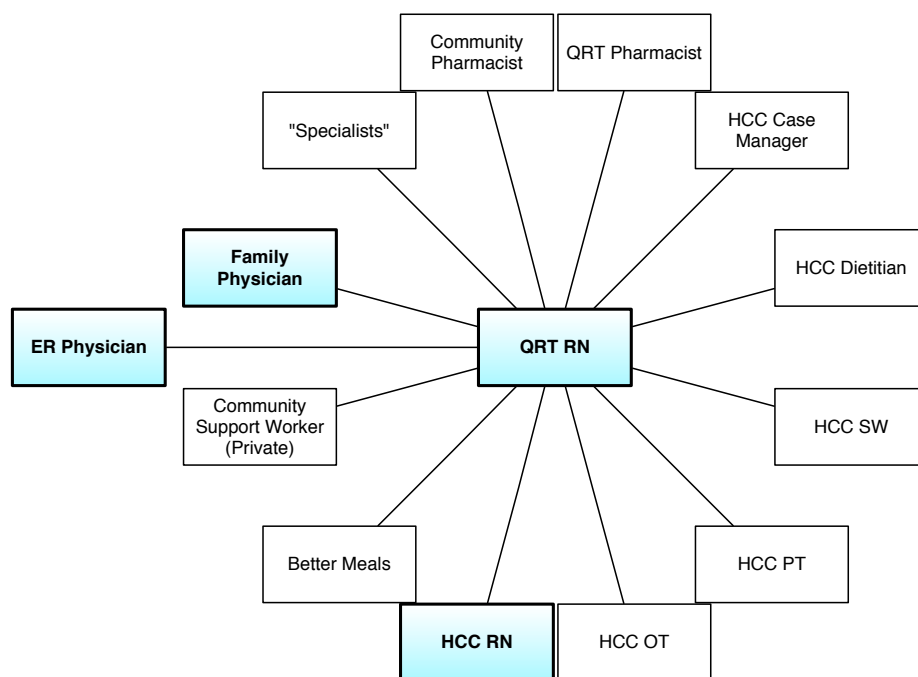 Community
Pharmacist
QRT Pharmacist
"Specialists"
HCC Case
Manager
Family
Physician
HCC Dietitian
ER Physician
QRT RN
Community
Support Worker
(Private)
HCC SW
Better Meals
HCC PT
HCC RN
HCC OT